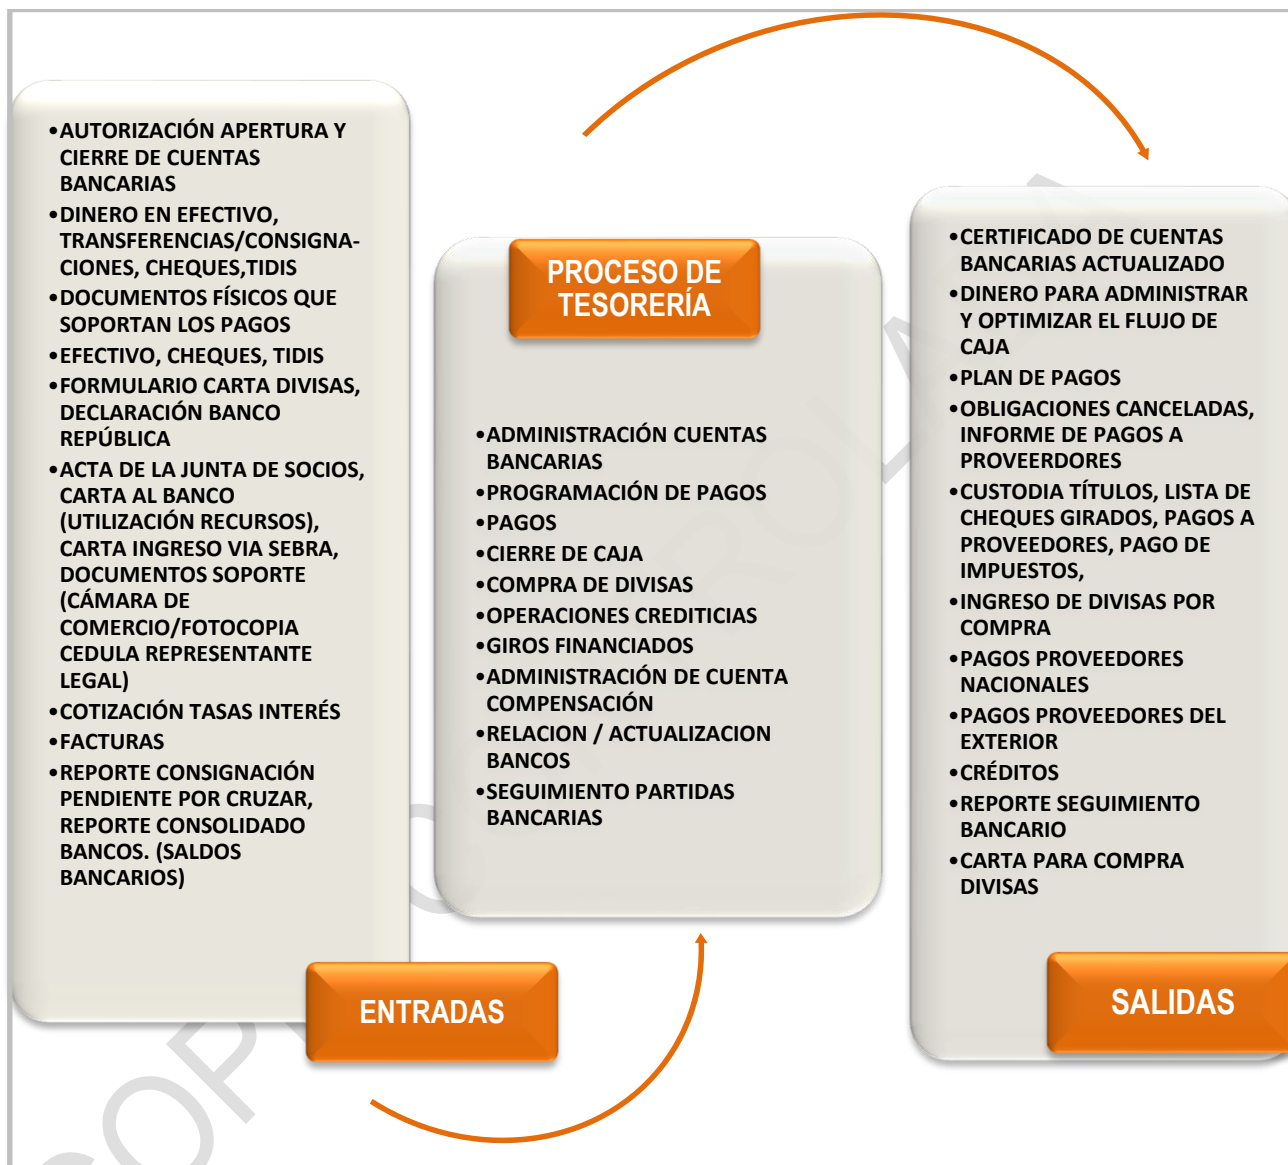 •AUTORIZACIÓN APERTURA Y
CIERRE DE CUENTAS
BANCARIAS
•DINERO EN EFECTIVO,
TRANSFERENCIAS/CONSIGNA-
CIONES, CHEQUES,TIDIS
•DOCUMENTOS FÍSICOS QUE
SOPORTAN LOS PAGOS
•EFECTIVO, CHEQUES, TIDIS
•FORMULARIO CARTA DIVISAS,
DECLARACIÓN BANCO
REPÚBLICA
•ACTA DE LA JUNTA DE SOCIOS,
CARTA AL BANCO
(UTILIZACIÓN RECURSOS),
CARTA INGRESO VIA SEBRA,
DOCUMENTOS SOPORTE
(CÁMARA DE
COMERCIO/FOTOCOPIA
CEDULA REPRESENTANTE
LEGAL)
•COTIZACIÓN TASAS INTERÉS
•FACTURAS
•REPORTE CONSIGNACIÓN
PENDIENTE POR CRUZAR,
REPORTE CONSOLIDADO
BANCOS. (SALDOS
BANCARIOS)
ENTRADAS
PROCESO DE
TESORERÍA
•ADMINISTRACIÓN CUENTAS
BANCARIAS
•PROGRAMACIÓN DE PAGOS
•PAGOS
•CIERRE DE CAJA
•COMPRA DE DIVISAS
•OPERACIONES CREDITICIAS
•GIROS FINANCIADOS
•ADMINISTRACIÓN DE CUENTA
COMPENSACIÓN
•RELACION / ACTUALIZACION
BANCOS
•SEGUIMIENTO PARTIDAS
BANCARIAS
•CERTIFICADO DE CUENTAS
BANCARIAS ACTUALIZADO
•DINERO PARA ADMINISTRAR
Y OPTIMIZAR EL FLUJO DE
CAJA
•PLAN DE PAGOS
•OBLIGACIONES CANCELADAS,
INFORME DE PAGOS A
PROVEERDORES
•CUSTODIA TÍTULOS, LISTA DE
CHEQUES GIRADOS, PAGOS A
PROVEEDORES, PAGO DE
IMPUESTOS,
•INGRESO DE DIVISAS POR
COMPRA
•PAGOS PROVEEDORES
NACIONALES
•PAGOS PROVEEDORES DEL
EXTERIOR
•CRÉDITOS
•REPORTE SEGUIMIENTO
BANCARIO
•CARTA PARA COMPRA
DIVISAS
SALIDAS